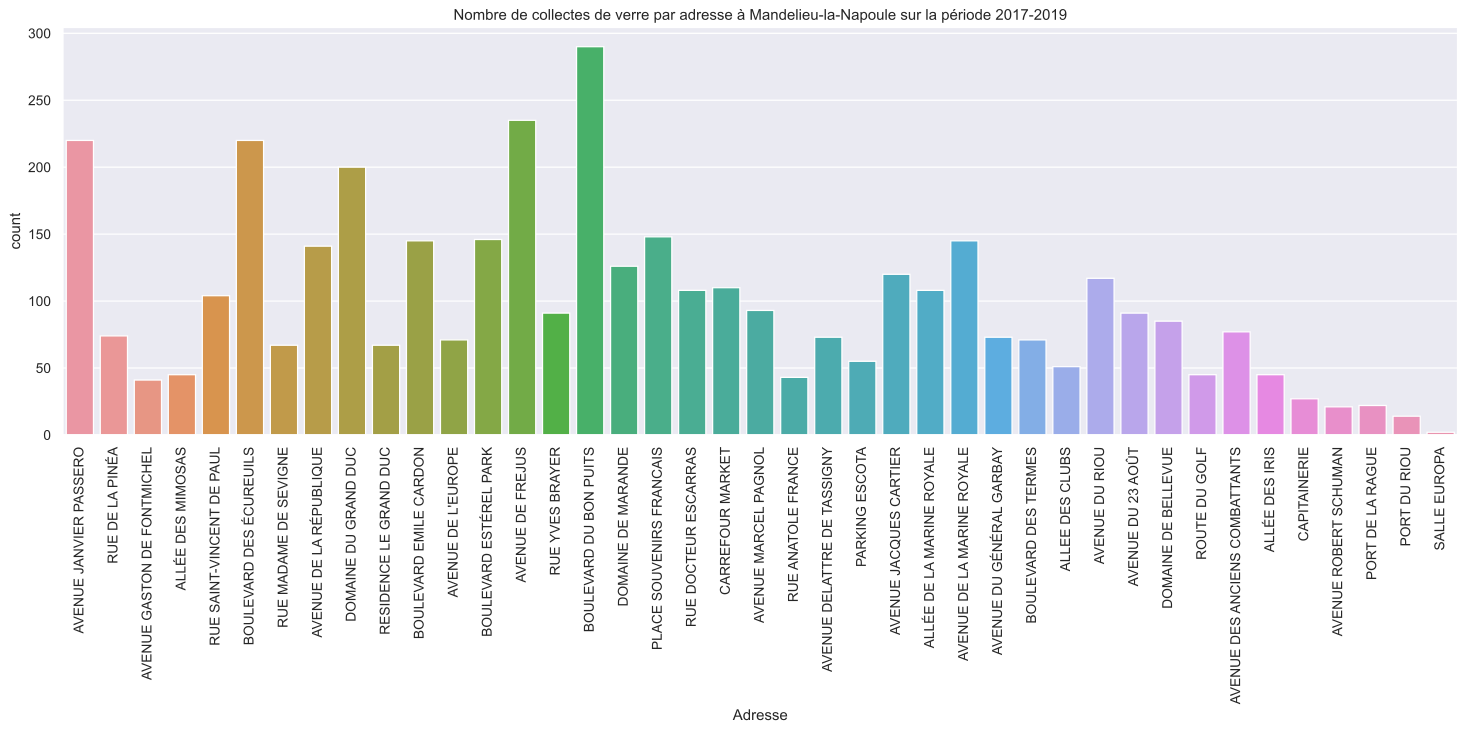 Nombre de collectes de verre par adresse à Mandelieu-la-Napoule sur la période 2017-2019
300
250
200
150
100
50
0
count
AVENUE JANVIER PASSERO
RUE DE LA PINÉA
AVENUE GASTON DE FONTMICHEL
ALLÉE DES MIMOSAS
RUE SAINT-VINCENT DE PAUL
BOULEVARD DES ÉCUREUILS
RUE MADAME DE SEVIGNE
AVENUE DE LA RÉPUBLIQUE
DOMAINE DU GRAND DUC
RESIDENCE LE GRAND DUC
BOULEVARD EMILE CARDON
AVENUE DE L'EUROPE
BOULEVARD ESTÉREL PARK
AVENUE DE FREJUS
RUE YVES BRAYER
BOULEVARD DU BON PUITS
DOMAINE DE MARANDE
PLACE SOUVENIRS FRANCAIS
RUE DOCTEUR ESCARRAS
CARREFOUR MARKET
AVENUE MARCEL PAGNOL
RUE ANATOLE FRANCE
AVENUE DELATTRE DE TASSIGNY
PARKING ESCOTA
AVENUE JACQUES CARTIER
ALLÉE DE LA MARINE ROYALE
AVENUE DE LA MARINE ROYALE
AVENUE DU GÉNÉRAL GARBAY
BOULEVARD DES TERMES
ALLEE DES CLUBS
AVENUE DU RIOU
AVENUE DU 23 AOÛT
DOMAINE DE BELLEVUE
ROUTE DU GOLF
AVENUE DES ANCIENS COMBATTANTS
ALLÉE DES IRIS
CAPITAINERIE
AVENUE ROBERT SCHUMAN
PORT DE LA RAGUE
PORT DU RIOU
SALLE EUROPA
Adresse